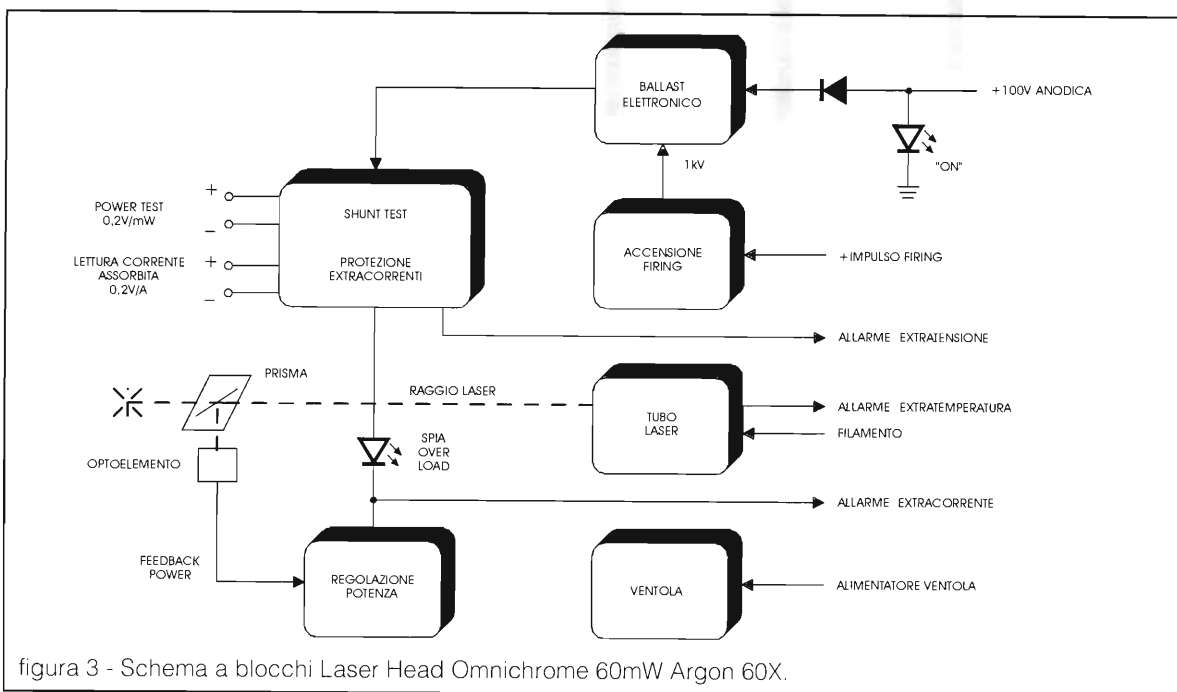 BALLAST
ELETTRONICO
+100V ANODICA
"ON"
1kV
+
POWER TEST
0,2V/mW
−
LETTURA CORRENTE
ASSORBITA
0,2V/A
+
−
SHUNT TEST
PROTEZIONE
EXTRACORRENTI
ACCENSIONE
FIRING
+IMPULSO FIRING
ALLARME EXTRATENSIONE
PRISMA
RAGGIO LASER
TUBO
LASER
ALLARME EXTRATEMPERATURA
FILAMENTO
OPTOELEMENTO
SPIA
OVER
LOAD
ALLARME EXTRACORRENTE
FEEDBACK
POWER
REGOLAZIONE
POTENZA
VENTOLA
ALIMENTATORE VENTOLA
figura 3 - Schema a blocchi Laser Head Omnichrome 60mW Argon 60X.